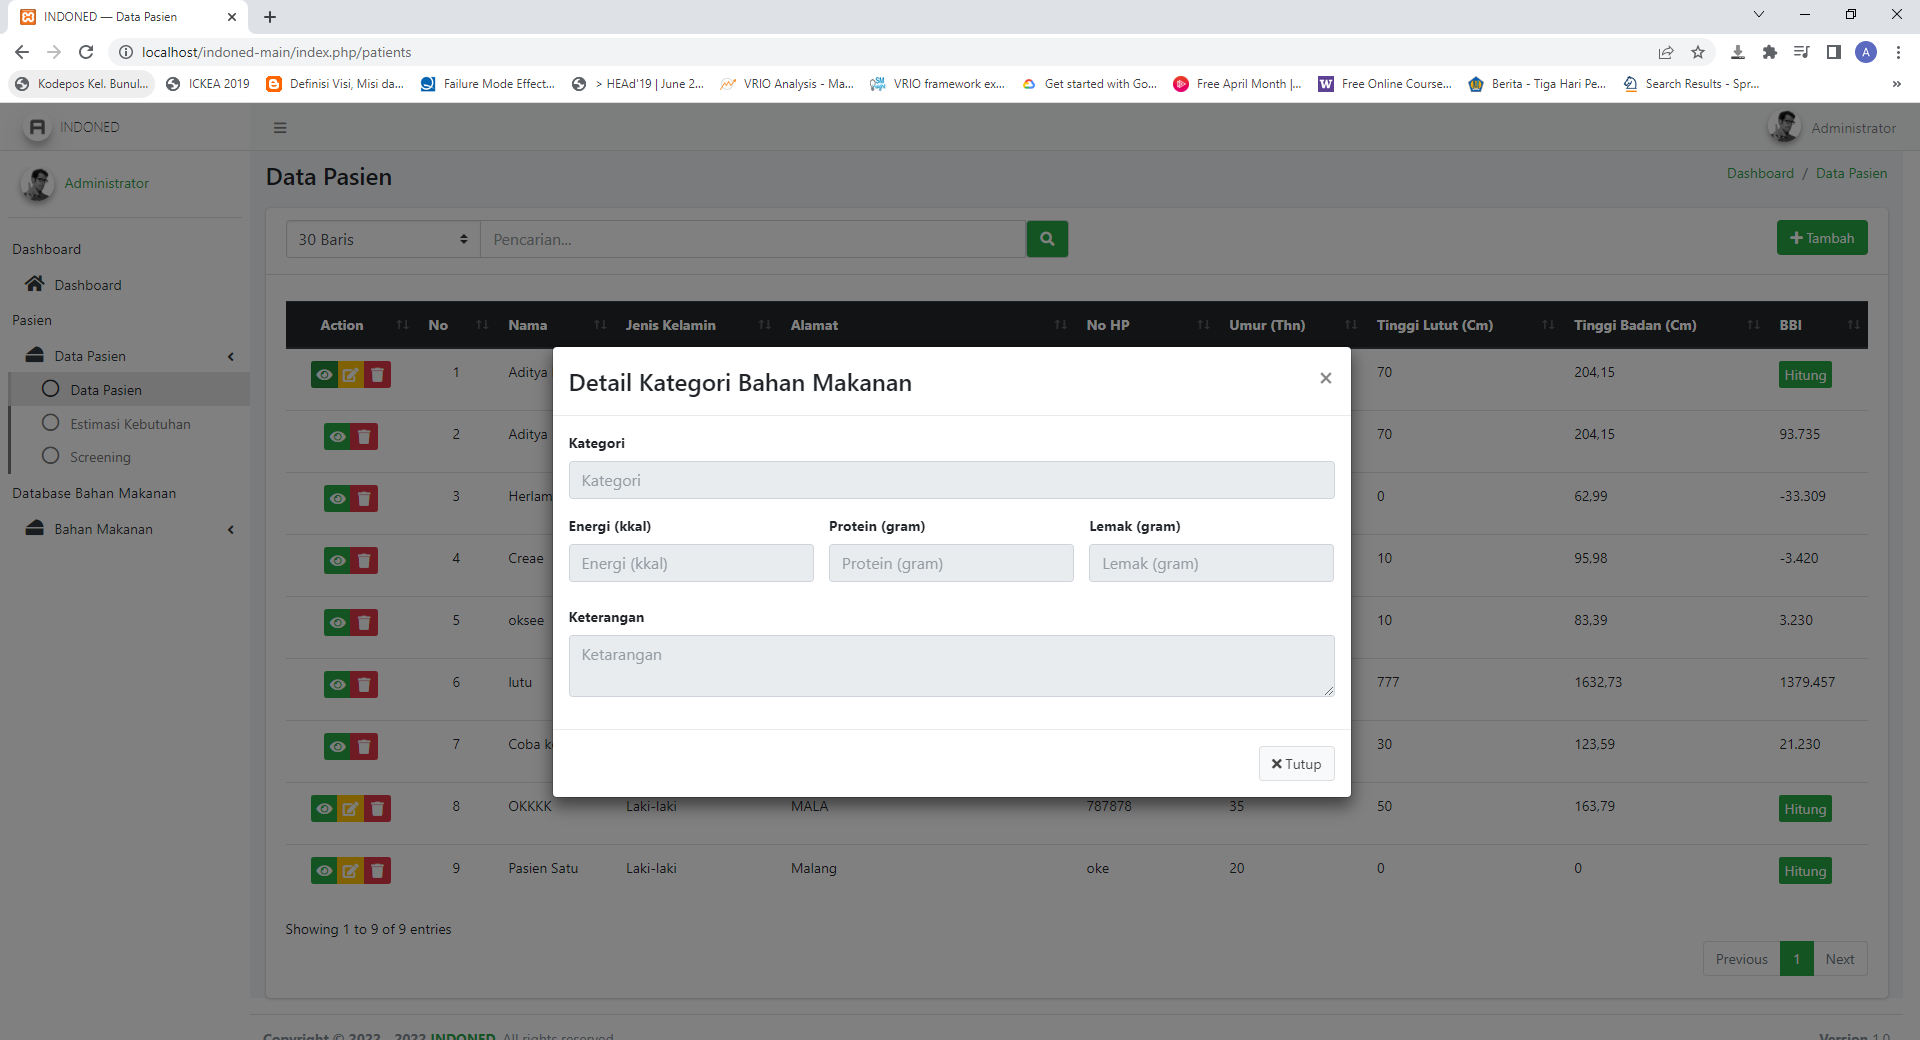 INDONED — Data Pasien
localhost/indoned-main/index.php/patients
A
Kodepos Kel. Bunul...
ICKEA 2019
Definisi Visi, Misi da...
Failure Mode Effect...
> HEAd'19 | June 2...
VRIO Analysis - Ma...
VRIO framework ex...
Get started with Go...
Free April Month |...
Free Online Course...
Berita - Tiga Hari Pe...
Search Results - Spr...
INDONED
Administrator
Administrator
Data Pasien
Dashboard / Data Pasien
30 Baris
Pencarian...
Tambah
Dashboard
Dashboard
Pasien
Data Pasien
Data Pasien
Estimasi Kebutuhan
Screening
Database Bahan Makanan
Bahan Makanan
Action No Nama Jenis Kelamin Alamat No HP Umur (Thn) Tinggi Lutut (Cm) Tinggi Badan (Cm) BBI
1 Aditya 70 204,15 Hitung
2 Aditya 70 204,15 93.735
3 Herlam 0 62,99 -33.309
4 Creae 10 95,98 -3.420
5 oksee 10 83,39 3.230
6 lutu 777 1632,73 1379.457
7 Coba k 30 123,59 21.230
8 OKKKK Laki-laki MALA 787878 35 50 163,79 Hitung
9 Pasien Satu Laki-laki Malang oke 20 0 0 Hitung
Detail Kategori Bahan Makanan
Kategori
Kategori
Energi (kkal) Protein (gram) Lemak (gram)
Energi (kkal) Protein (gram) Lemak (gram)
Keterangan
Ketarangan
Tutup
Showing 1 to 9 of 9 entries
Previous 1 Next
Copyright © 2022 - 2022 INDONED. All rights reserved.
Version 1.0